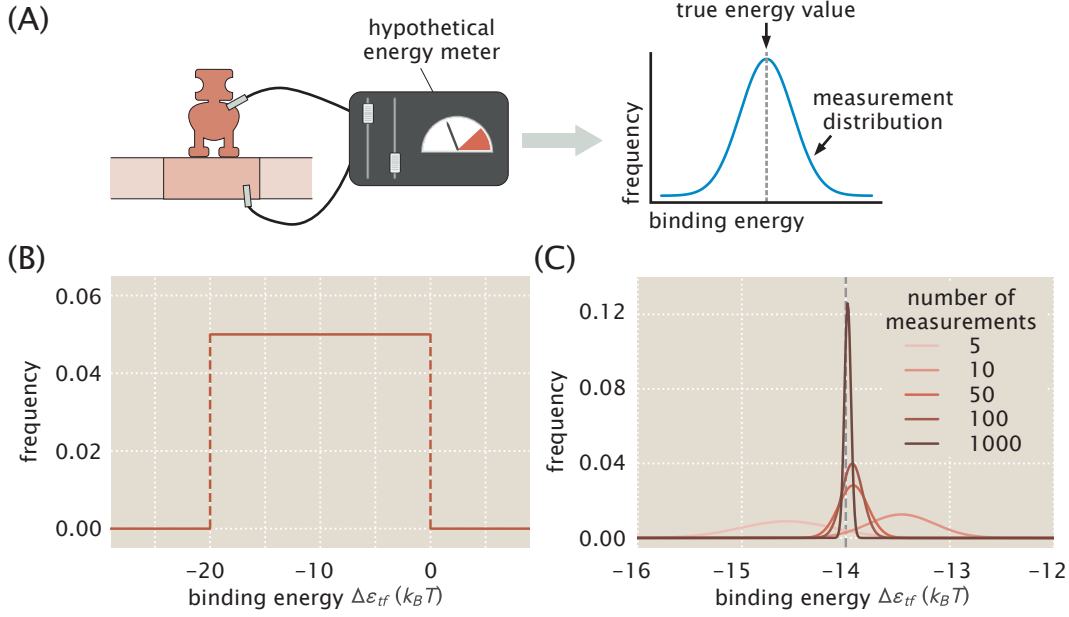 (A)
hypothetical
energy meter
true energy value
measurement
distribution
frequency
binding energy
(B)
0.06
0.04
0.02
0.00
frequency
−20
−10
0
binding energy Δε_tf (k_BT)
(C)
0.12
0.08
0.04
0.00
frequency
number of
measurements
5
10
50
100
1000
−16
−15
−14
−13
−12
binding energy Δε_tf (k_BT)